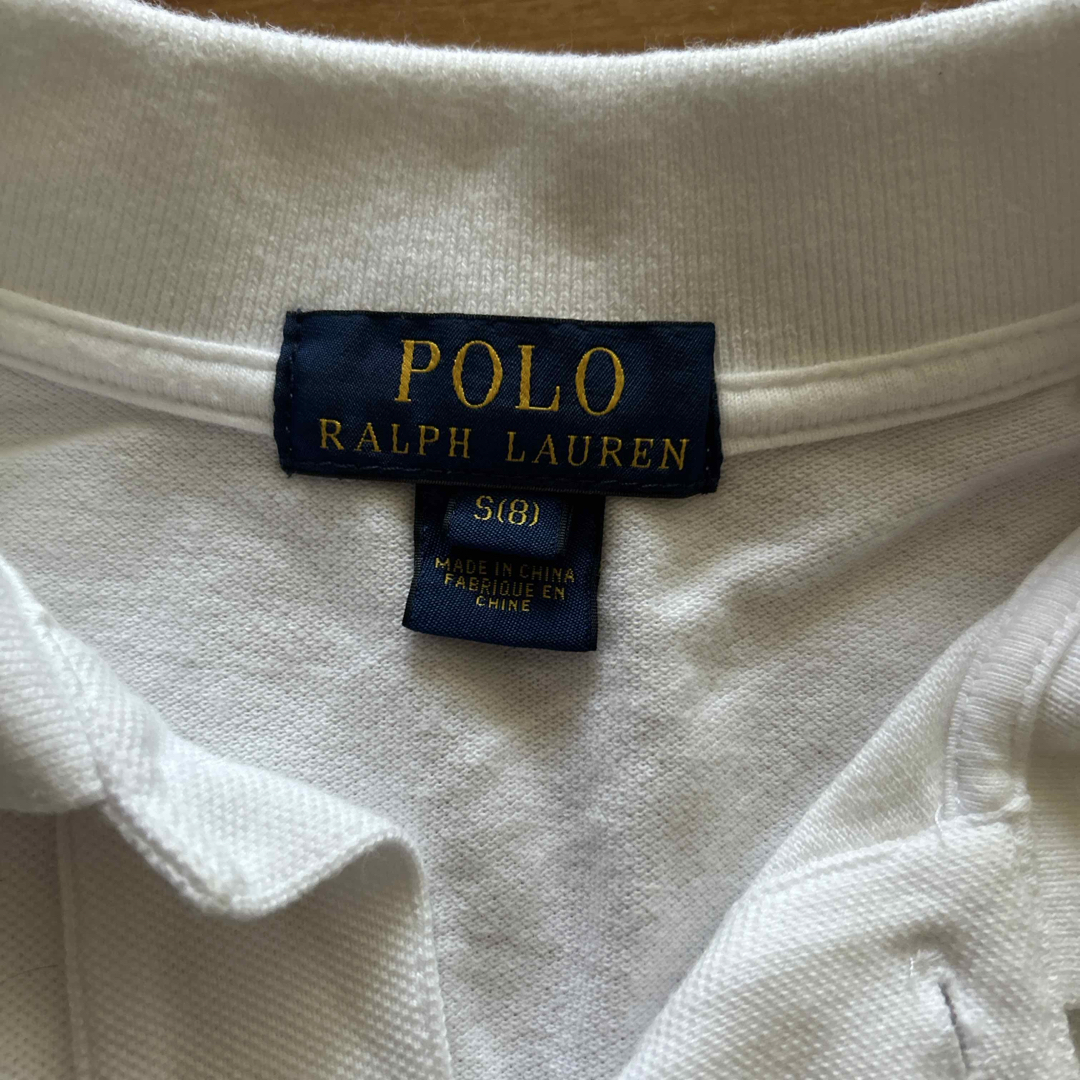 POLO
RALPH LAUREN
S(8)
MADE IN CHINA
FABRIQUE EN
CHINE